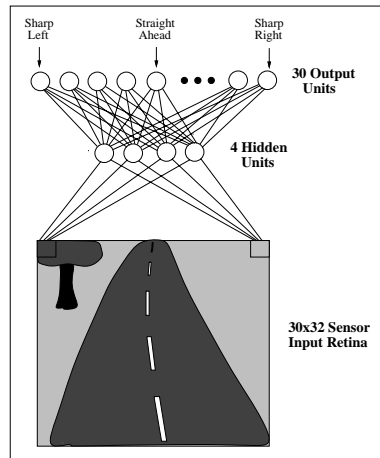 Sharp
Left
Straight
Ahead
Sharp
Right
30 Output
Units
4 Hidden
Units
30x32 Sensor
Input Retina